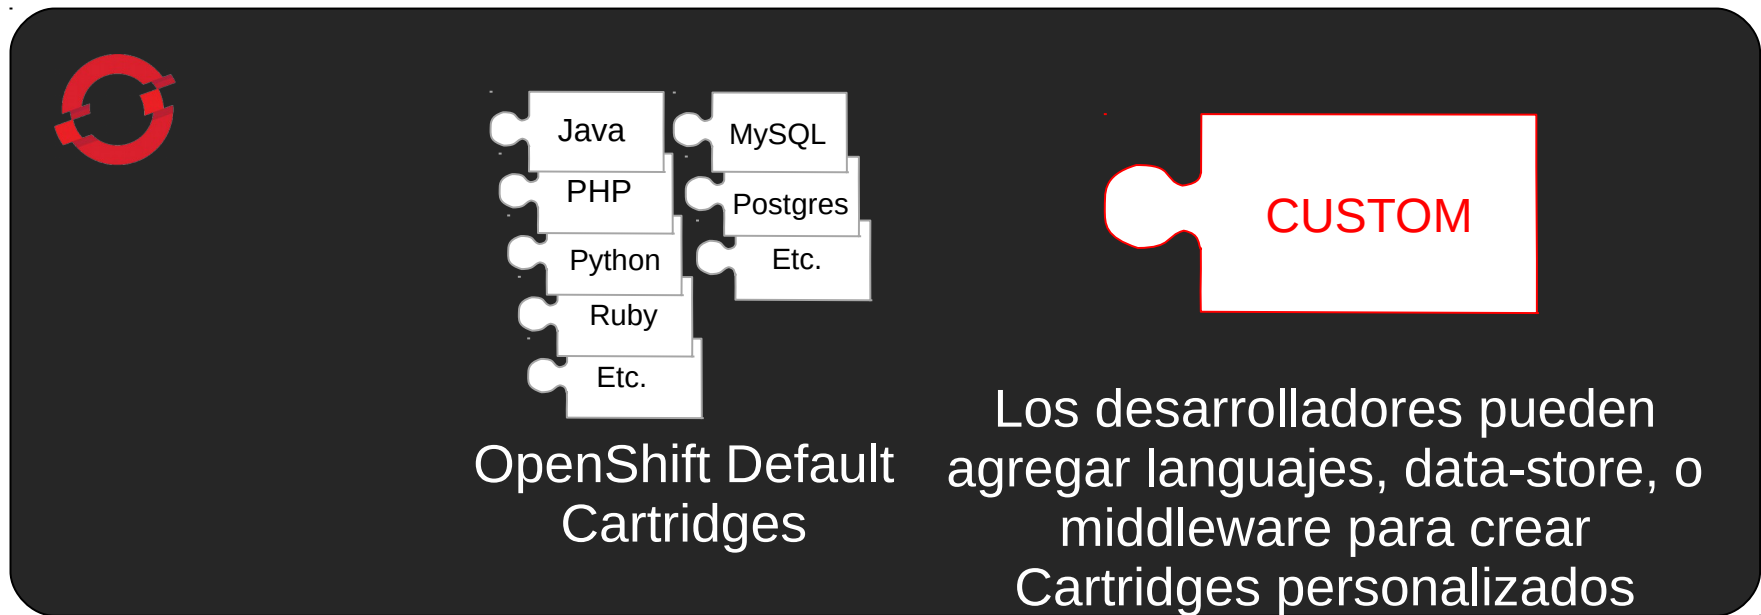 Java
PHP
Python
Ruby
Etc.
MySQL
Postgres
Etc.
OpenShift Default
Cartridges
CUSTOM
Los desarrolladores pueden
agregar languajes, data-store, o
middleware para crear
Cartridges personalizados